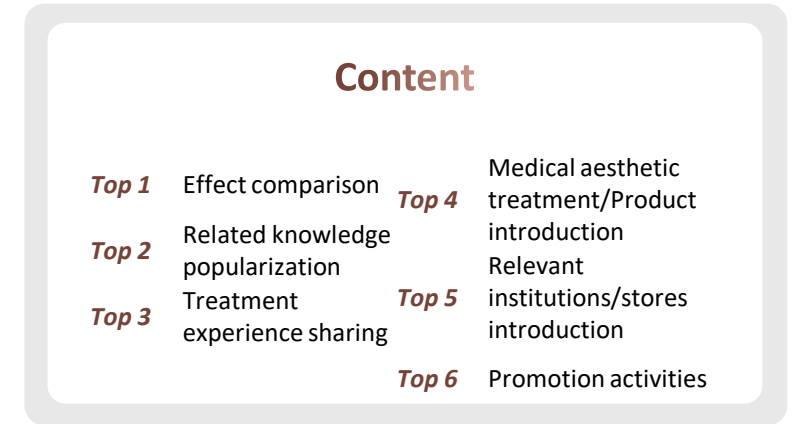 Content
Top 1 Effect comparison
Top 2 Related knowledge
popularization
Top 3 Treatment
experience sharing
Top 4 Medical aesthetic
treatment/Product
introduction
Top 5 Relevant
institutions/stores
introduction
Top 6 Promotion activities